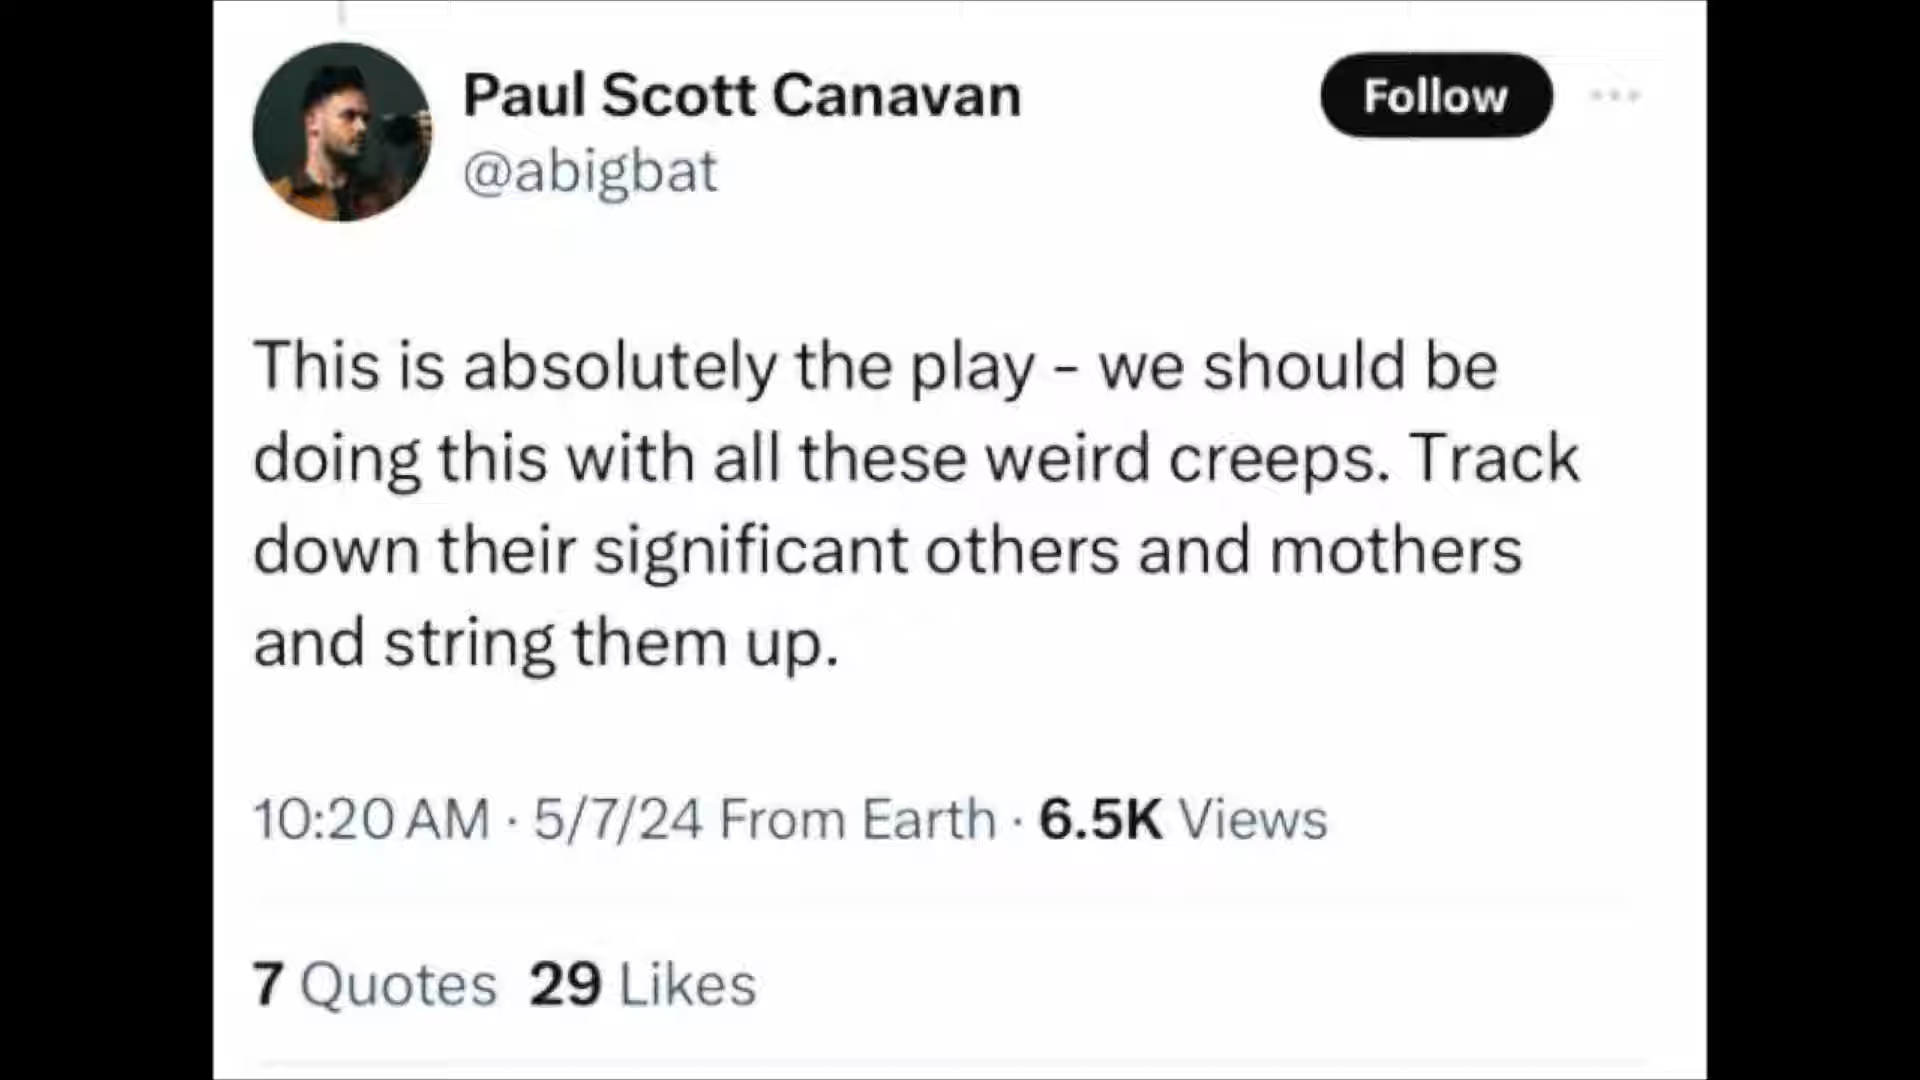 Paul Scott Canavan
Follow
@abigbat
This is absolutely the play – we should be
doing this with all these weird creeps. Track
down their significant others and mothers
and string them up.
10:20 AM · 5/7/24 From Earth · 6.5K Views
7 Quotes 29 Likes